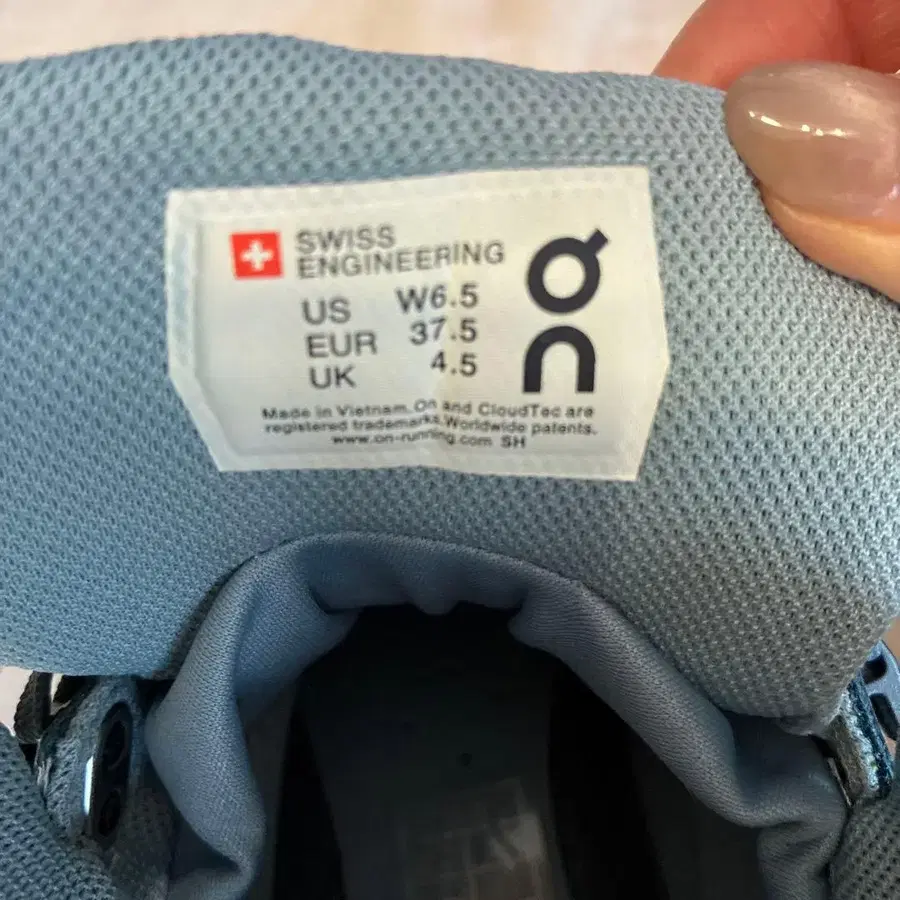 SWISS
ENGINEERING
US W6.5
EUR 37.5
UK 4.5
On
Made in Vietnam. On and CloudTec are
registered trademarks. Worldwide patents.
www.on-running.com SH